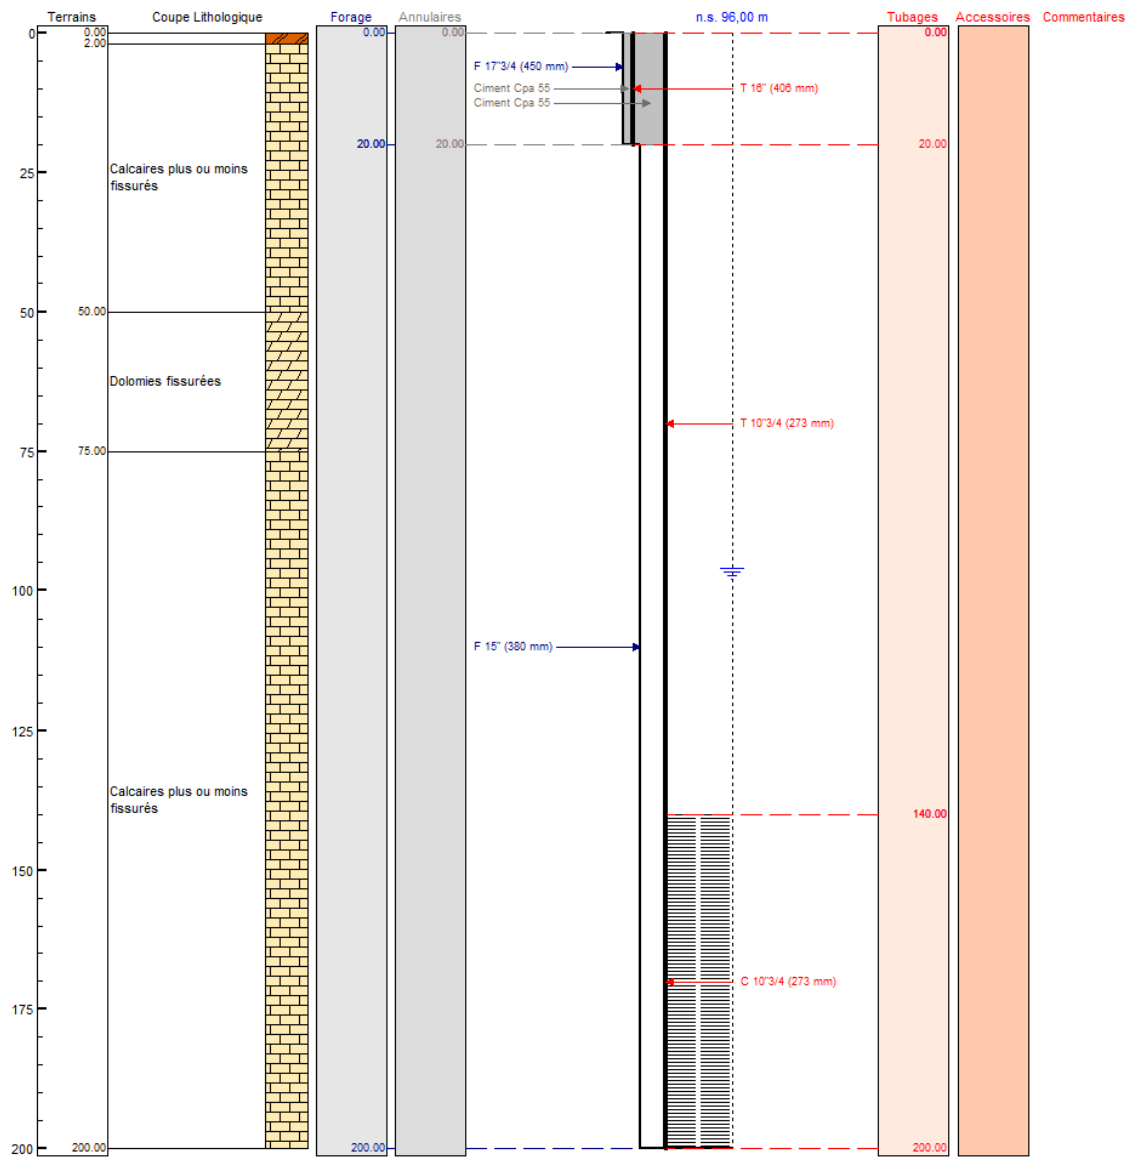 Terrains Coupe Lithologique Forage Annulaires n.s. 96,00 m Tubages Accessoires Commentaires
0 0.00 0.00 0.00 0.00
2.00
F 17"3/4 (450 mm)
Ciment Cpa 55 T 16" (406 mm)
Ciment Cpa 55
20.00 20.00 20.00
Calcaires plus ou moins
fissurés
25
50 50.00
Dolomies fissurées
T 10"3/4 (273 mm)
75 75.00
100
F 15" (380 mm)
125
Calcaires plus ou moins
fissurés
140.00
150
C 10"3/4 (273 mm)
175
200 200.00 200.00 200.00